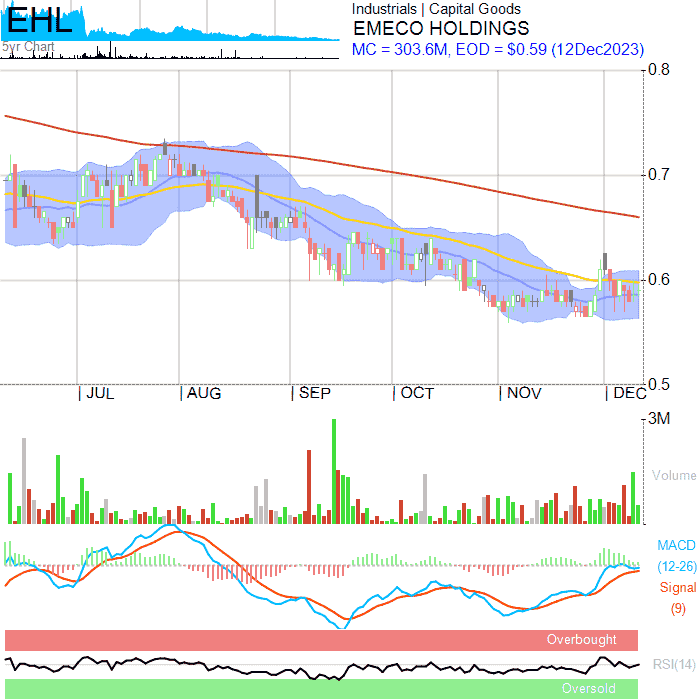 EHL
5yr Chart
Industrials | Capital Goods
EMECO HOLDINGS
MC = 303.6M, EOD = $0.59 (12Dec2023)
0.8
0.7
0.6
0.5
| JUL | AUG | SEP | OCT | NOV | DEC
3M
Volume
MACD
(12-26)
Signal
(9)
Overbought
RSI(14)
Oversold